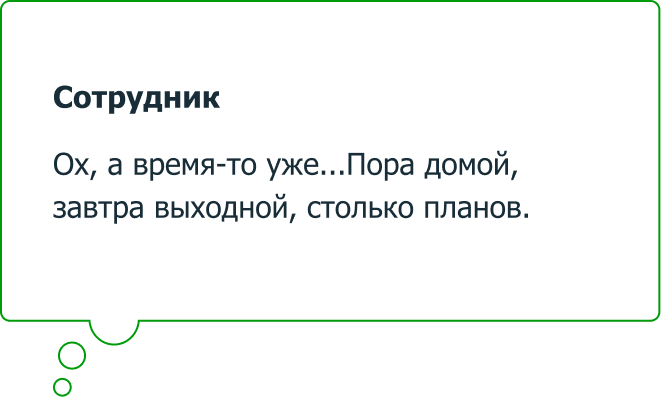 Сотрудник
Ох, а время-то уже...Пора домой,
завтра выходной, столько планов.